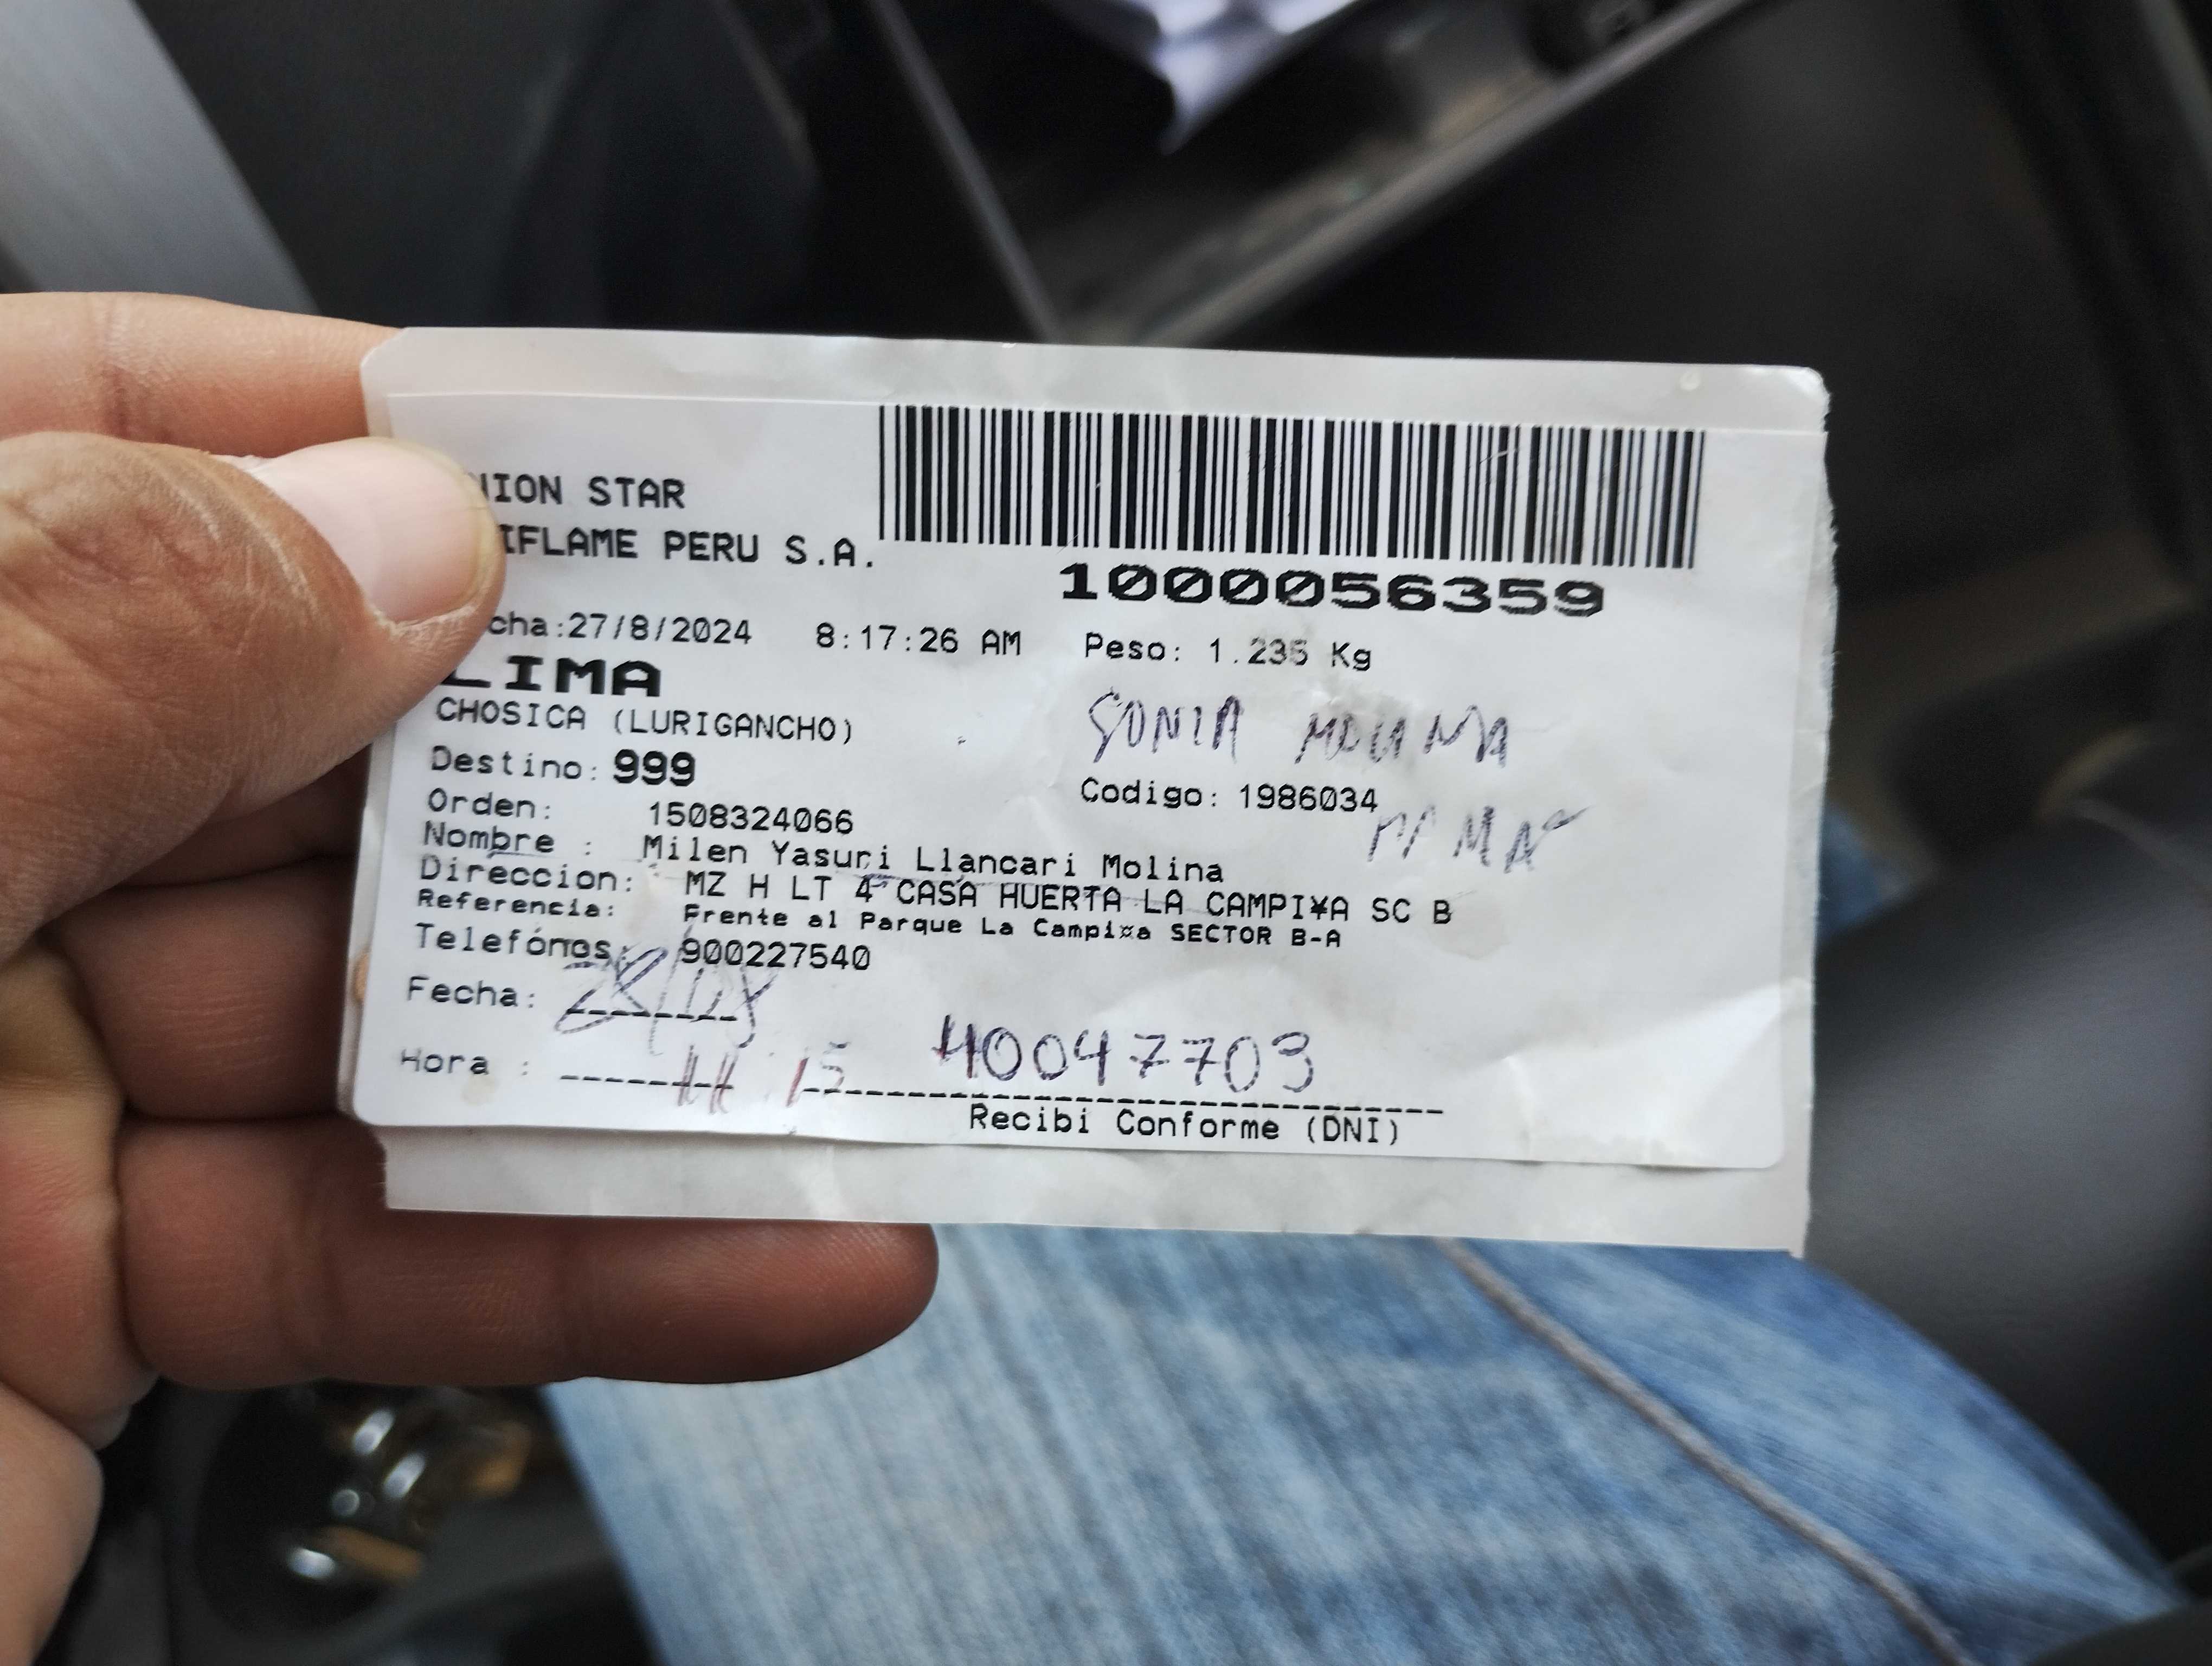 NION STAR
IFLAME PERU S.A.
1000056359
cha:27/8/2024 8:17:26 AM Peso: 1.235 Kg
LIMA
CHOSICA (LURIGANCHO)
SONIA MOLINA
Destino: 999
Codigo: 1986034
Orden: 1508324066
Nombre : Milen Yasuri Llancari Molina
Direccion: MZ H LT 4 CASA HUERTA LA CAMPI¥A SC B
Referencia: Frente al Parque La Campi¤a SECTOR B-A
Telefónos: 900227540
Fecha: 28/08
Hora : 11 15 40047703
Recibi Conforme (DNI)